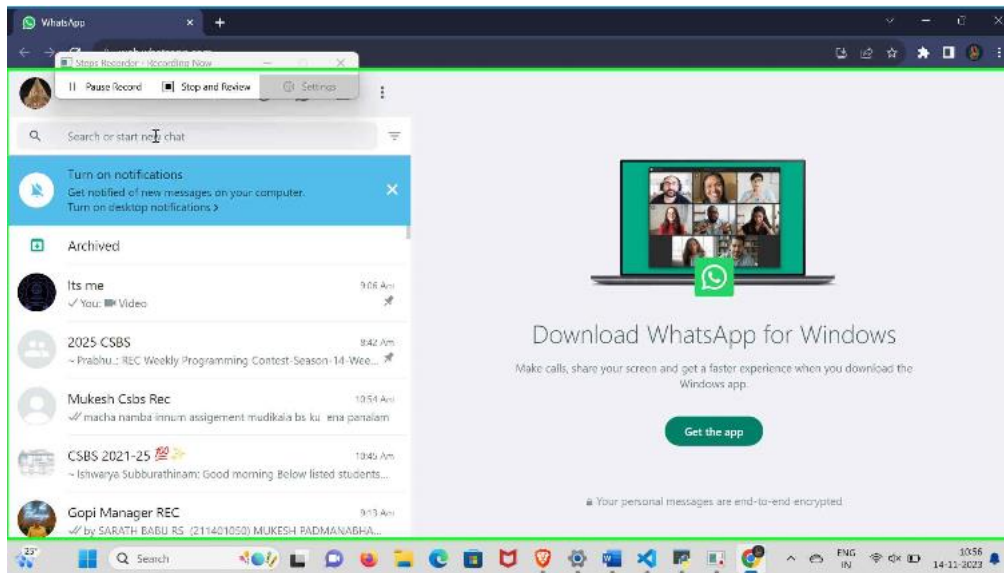 WhatsApp
Steps Recorder - Recording Now
Pause Record
Stop and Review
Settings
Search or start new chat
Turn on notifications
Get notified of new messages on your computer.
Turn on desktop notifications >
Archived
Its me
9:06 Am
✓ You: Video
2025 CSBS
9:42 Am
~ Prabhu..: REC Weekly Programming Contest-Season-14-Wee...
Mukesh Csbs Rec
10:54 Am
macha namba innum assigement mudikala bs ku ena panalam
CSBS 2021-25 💯
10:45 Am
~ Ishwarya Subburathinam: Good morning Below listed students...
Gopi Manager REC
9:13 Am
by SARATH BABU RS (211401050) MUKESH PADMANABHA...
Download WhatsApp for Windows
Make calls, share your screen and get a faster experience when you download the
Windows app.
Get the app
Your personal messages are end-to-end encrypted
23°
Search
ENG
IN
10:56
14-11-2023